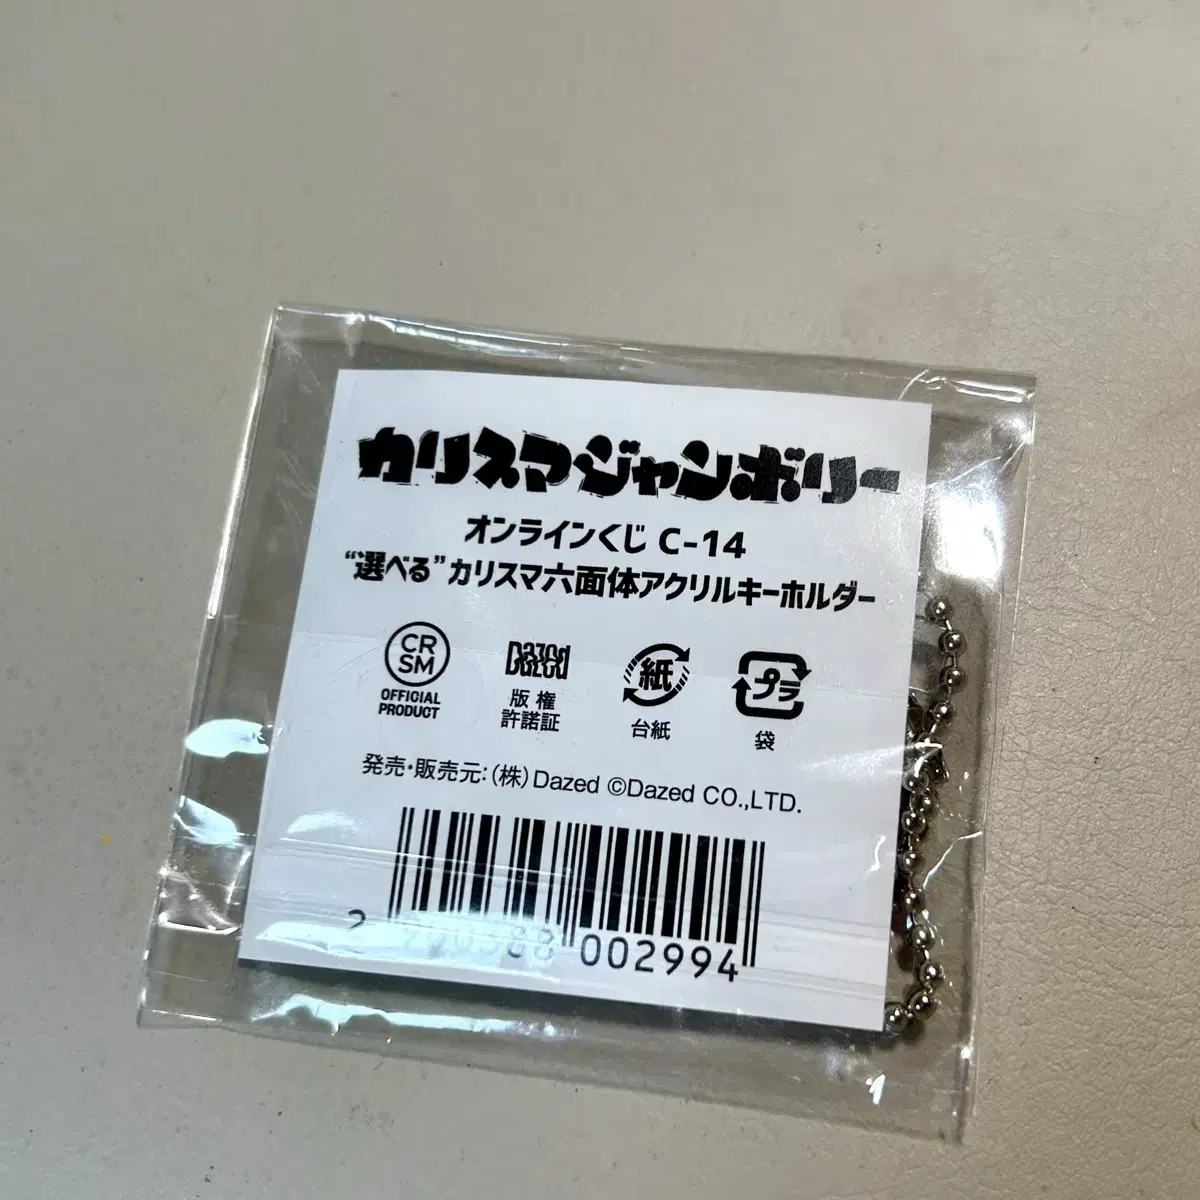 カリスマジャンボリー
オンラインくじ C-14
“選べる”カリスマ六面体アクリルキーホルダー
CR
SM
OFFICIAL
PRODUCT
Dazed
版権
許諾証
紙
台紙
プラ
袋
発売・販売元:(株)Dazed ©Dazed CO.,LTD.
2 002994